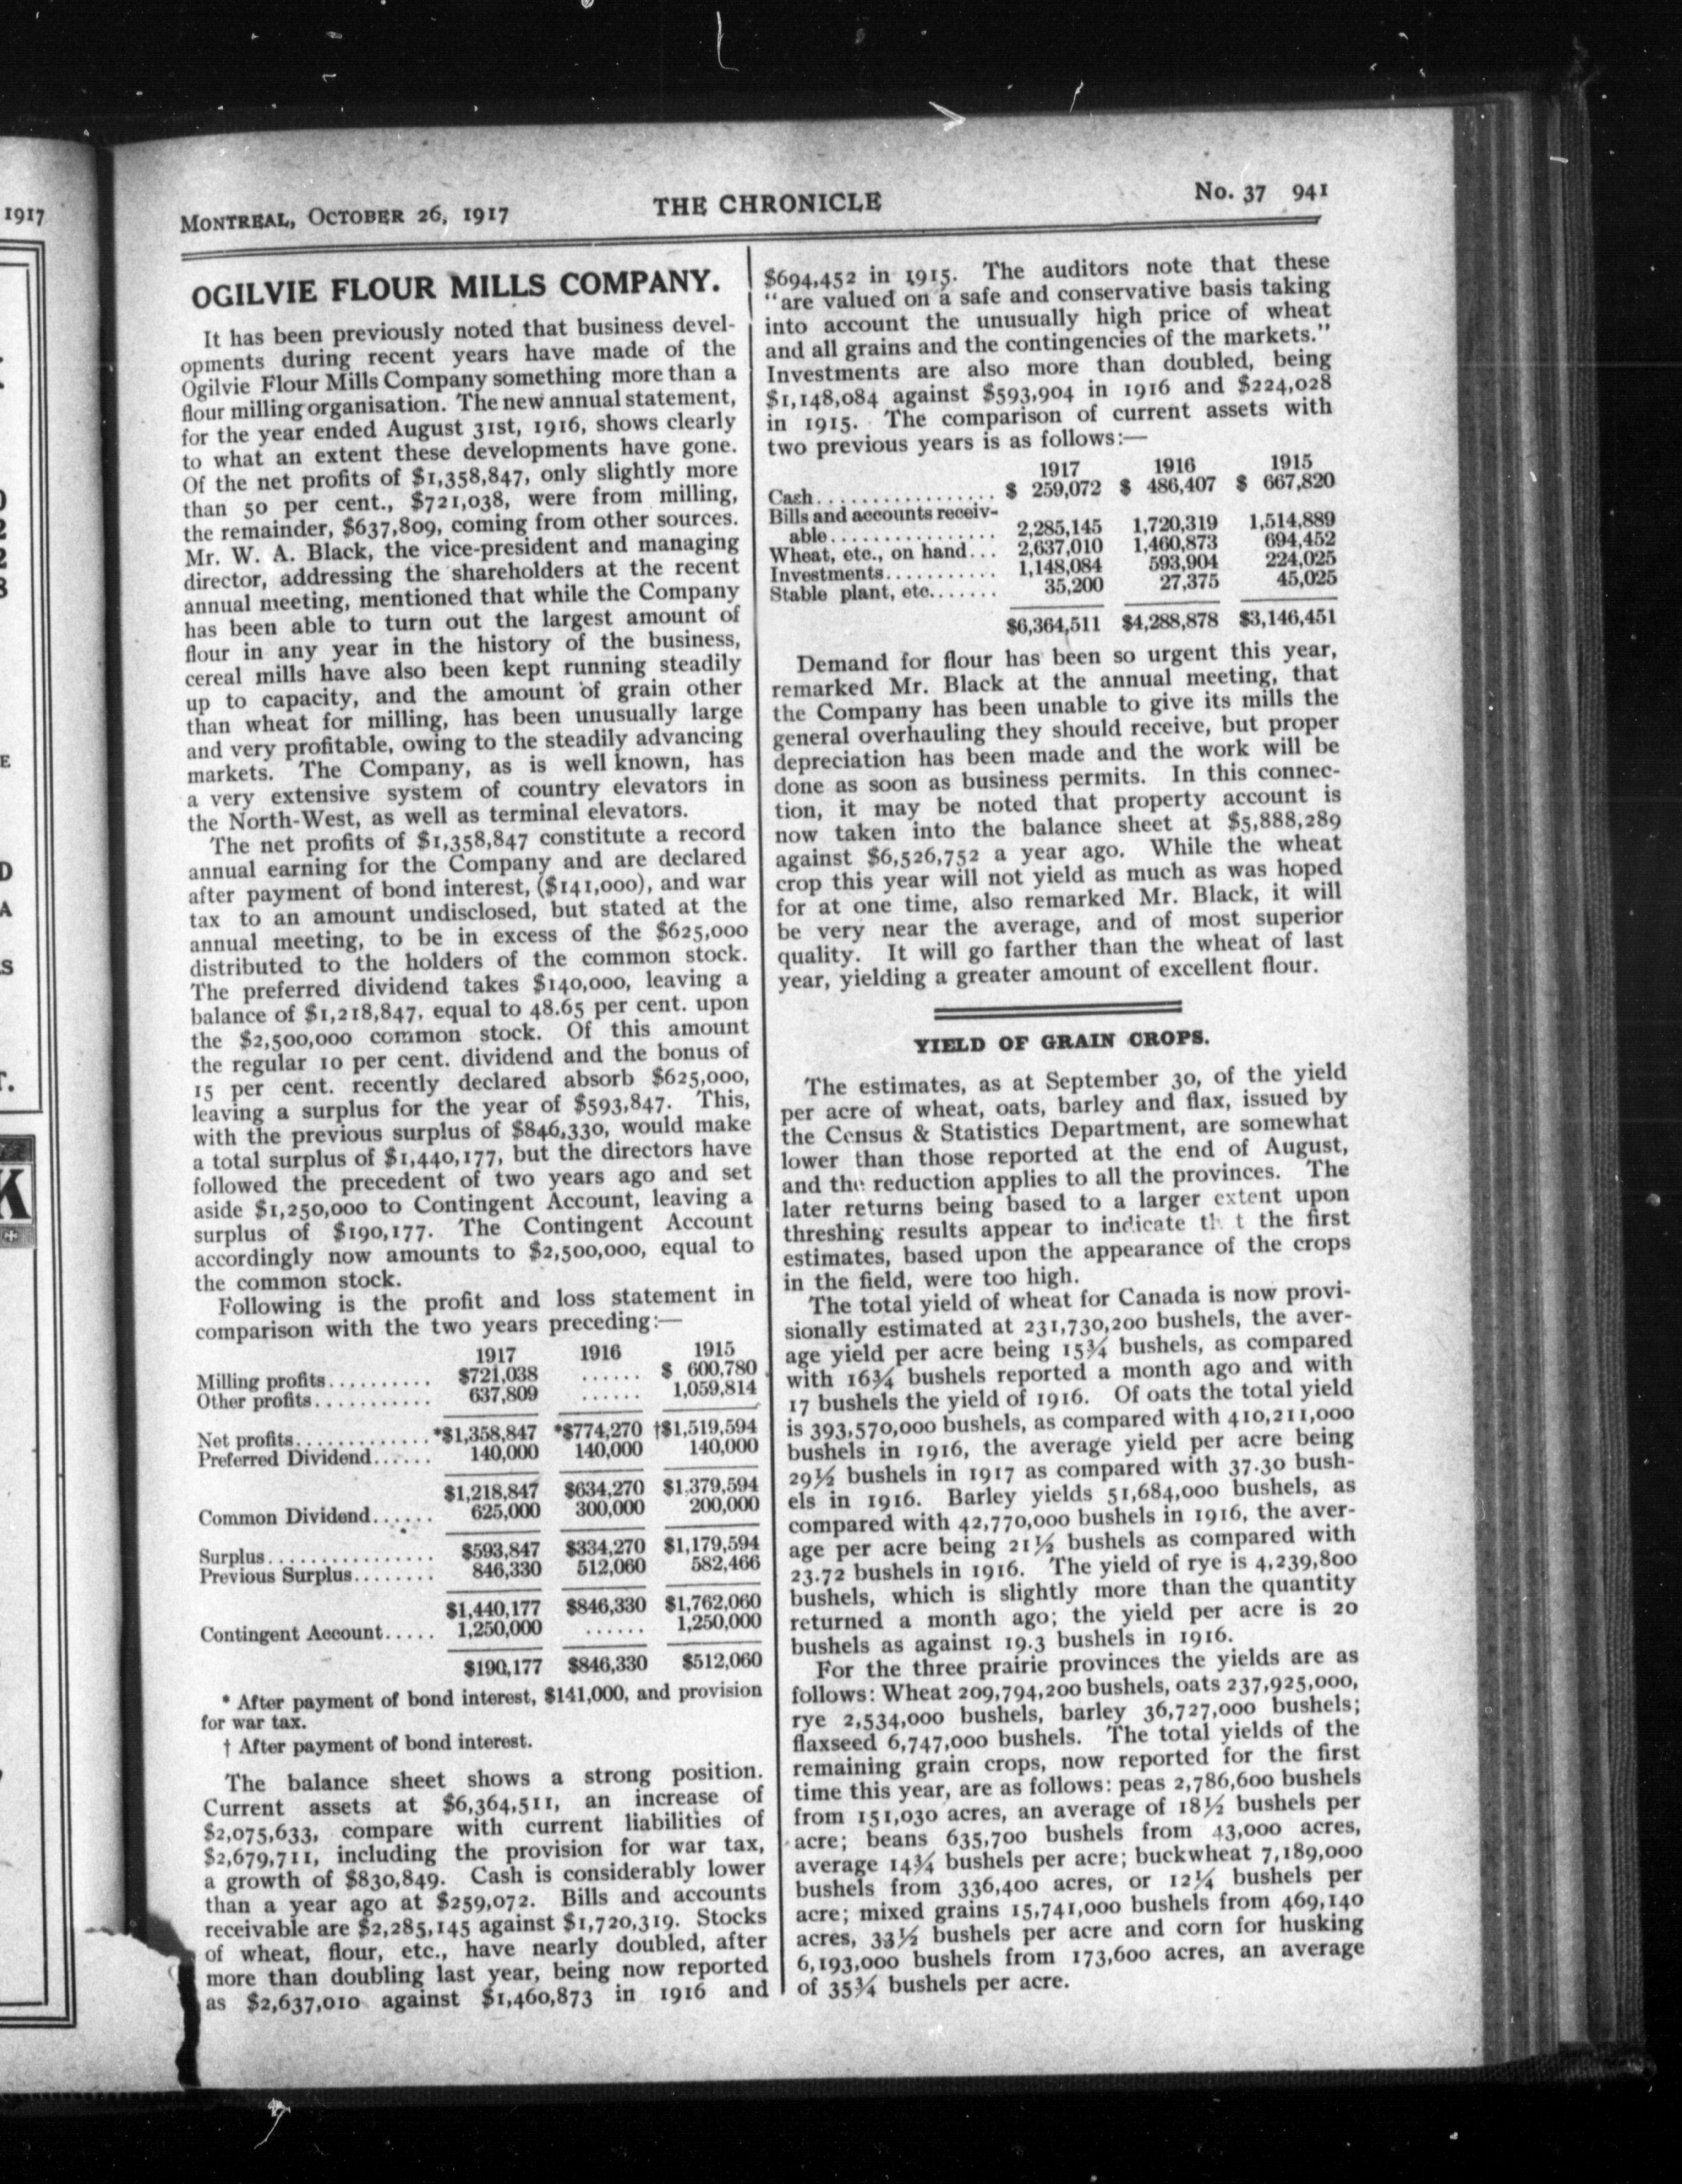 1917
MONTREAL, OCTOBER 26, 1917
THE CHRONICLE
No. 37 941
OGILVIE FLOUR MILLS COMPANY.
It has been previously noted that business devel-
opments during recent years have made of the
Ogilvie Flour Mills Company something more than a
flour milling organisation. The new annual statement,
for the year ended August 31st, 1916, shows clearly
to what an extent these developments have gone.
Of the net profits of $1,358,847, only slightly more
than 50 per cent., $721,038, were from milling,
the remainder, $637,809, coming from other sources.
Mr. W. A. Black, the vice-president and managing
director, addressing the shareholders at the recent
annual meeting, mentioned that while the Company
has been able to turn out the largest amount of
flour in any year in the history of the business,
cereal mills have also been kept running steadily
up to capacity, and the amount of grain other
than wheat for milling, has been unusually large
and very profitable, owing to the steadily advancing
markets. The Company, as is well known, has
a very extensive system of country elevators in
the North-West, as well as terminal elevators.
The net profits of $1,358,847 constitute a record
annual earning for the Company and are declared
after payment of bond interest, ($141,000), and war
tax to an amount undisclosed, but stated at the
annual meeting, to be in excess of the $625,000
distributed to the holders of the common stock.
The preferred dividend takes $140,000, leaving a
balance of $1,218,847, equal to 48.65 per cent. upon
the $2,500,000 common stock. Of this amount
the regular 10 per cent. dividend and the bonus of
15 per cent. recently declared absorb $625,000,
leaving a surplus for the year of $593,847. This,
with the previous surplus of $846,330, would make
a total surplus of $1,440,177, but the directors have
followed the precedent of two years ago and set
aside $1,250,000 to Contingent Account, leaving a
surplus of $190,177. The Contingent Account
accordingly now amounts to $2,500,000, equal to
the common stock.
Following is the profit and loss statement in
comparison with the two years preceding:—
1917 1916 1915
Milling profits.......... $721,038 ...... $ 600,780
Other profits........... 637,809 ...... 1,059,814
Net profits............. *$1,358,847 *$774,270 †$1,519,594
Preferred Dividend...... 140,000 140,000 140,000
$1,218,847 $634,270 $1,379,594
Common Dividend...... 625,000 300,000 200,000
Surplus................ $593,847 $334,270 $1,179,594
Previous Surplus........ 846,330 512,060 582,466
$1,440,177 $846,330 $1,762,060
Contingent Account..... 1,250,000 ...... 1,250,000
$190,177 $846,330 $512,060
* After payment of bond interest, $141,000, and provision
for war tax.
† After payment of bond interest.
The balance sheet shows a strong position.
Current assets at $6,364,511, an increase of
$2,075,633, compare with current liabilities of
$2,679,711, including the provision for war tax,
a growth of $830,849. Cash is considerably lower
than a year ago at $259,072. Bills and accounts
receivable are $2,285,145 against $1,720,319. Stocks
of wheat, flour, etc., have nearly doubled, after
more than doubling last year, being now reported
as $2,637,010 against $1,460,873 in 1916 and
$694,452 in 1915. The auditors note that these
"are valued on a safe and conservative basis taking
into account the unusually high price of wheat
and all grains and the contingencies of the markets."
Investments are also more than doubled, being
$1,148,084 against $593,904 in 1916 and $224,028
in 1915. The comparison of current assets with
two previous years is as follows:—
1917 1916 1915
Cash................. $ 259,072 $ 486,407 $ 667,820
Bills and accounts receiv-
able................ 2,285,145 1,720,319 1,514,889
Wheat, etc., on hand... 2,637,010 1,460,873 694,452
Investments........... 1,148,084 593,904 224,025
Stable plant, etc....... 35,200 27,375 45,025
$6,364,511 $4,288,878 $3,146,451
Demand for flour has been so urgent this year,
remarked Mr. Black at the annual meeting, that
the Company has been unable to give its mills the
general overhauling they should receive, but proper
depreciation has been made and the work will be
done as soon as business permits. In this connec-
tion, it may be noted that property account is
now taken into the balance sheet at $5,888,289
against $6,526,752 a year ago. While the wheat
crop this year will not yield as much as was hoped
for at one time, also remarked Mr. Black, it will
be very near the average, and of most superior
quality. It will go farther than the wheat of last
year, yielding a greater amount of excellent flour.
YIELD OF GRAIN CROPS.
The estimates, as at September 30, of the yield
per acre of wheat, oats, barley and flax, issued by
the Census & Statistics Department, are somewhat
lower than those reported at the end of August,
and the reduction applies to all the provinces. The
later returns being based to a larger extent upon
threshing results appear to indicate th t the first
estimates, based upon the appearance of the crops
in the field, were too high.
The total yield of wheat for Canada is now provi-
sionally estimated at 231,730,200 bushels, the aver-
age yield per acre being 15¾ bushels, as compared
with 16¾ bushels reported a month ago and with
17 bushels the yield of 1916. Of oats the total yield
is 393,570,000 bushels, as compared with 410,211,000
bushels in 1916, the average yield per acre being
29½ bushels in 1917 as compared with 37.30 bush-
els in 1916. Barley yields 51,684,000 bushels, as
compared with 42,770,000 bushels in 1916, the aver-
age per acre being 21½ bushels as compared with
23.72 bushels in 1916. The yield of rye is 4,239,800
bushels, which is slightly more than the quantity
returned a month ago; the yield per acre is 20
bushels as against 19.3 bushels in 1916.
For the three prairie provinces the yields are as
follows: Wheat 209,794,200 bushels, oats 237,925,000,
rye 2,534,000 bushels, barley 36,727,000 bushels;
flaxseed 6,747,000 bushels. The total yields of the
remaining grain crops, now reported for the first
time this year, are as follows: peas 2,786,600 bushels
from 151,030 acres, an average of 18½ bushels per
acre; beans 635,700 bushels from 43,000 acres,
average 14¾ bushels per acre; buckwheat 7,189,000
bushels from 336,400 acres, or 12¼ bushels per
acre; mixed grains 15,741,000 bushels from 469,140
acres, 33½ bushels per acre and corn for husking
6,193,000 bushels from 173,600 acres, an average
of 35¾ bushels per acre.